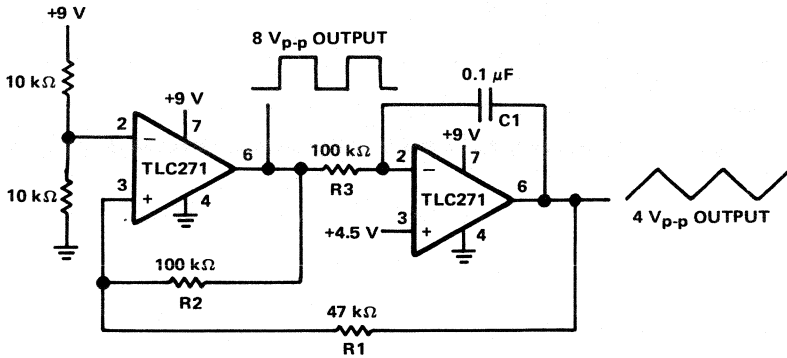 +9 V
8 Vp-p OUTPUT
10 kΩ
+9 V
0.1 μF
C1
2
7
−
TLC271
6
100 kΩ
R3
+9 V
2
7
−
10 kΩ
3
+
4
TLC271
6
+4.5 V
3
+
4
4 Vp-p OUTPUT
100 kΩ
R2
47 kΩ
R1